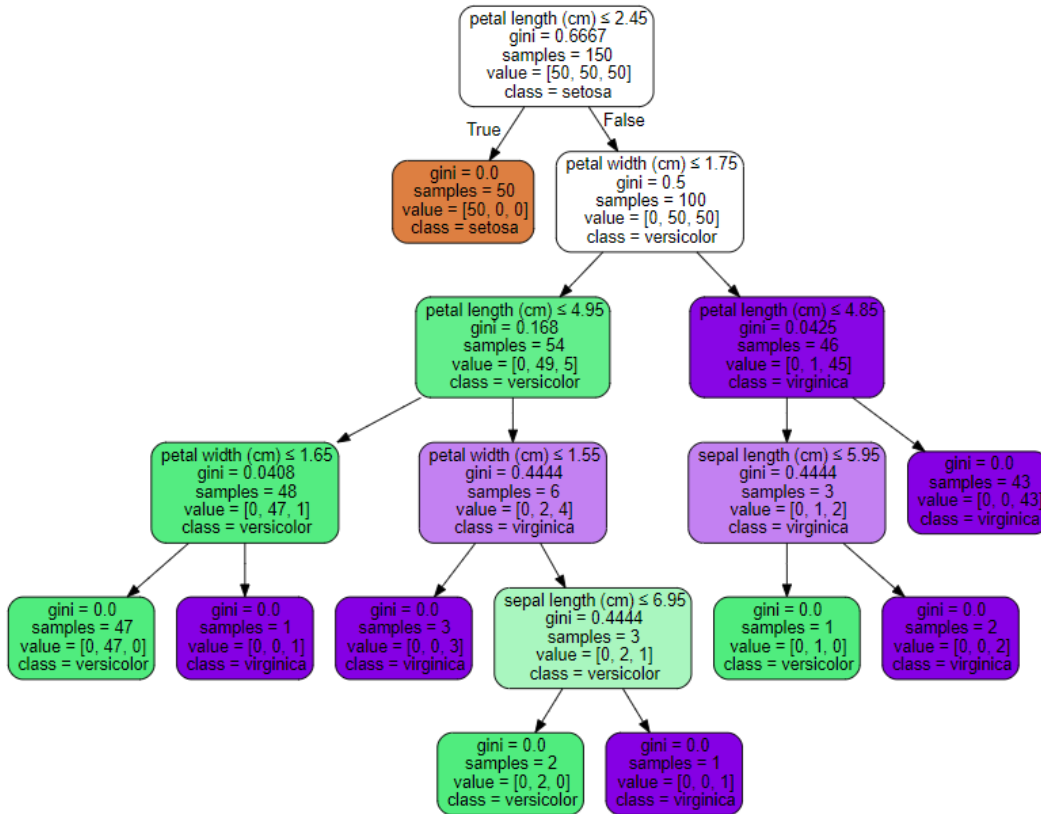 petal length (cm) ≤ 2.45
gini = 0.6667
samples = 150
value = [50, 50, 50]
class = setosa
True
False
gini = 0.0
samples = 50
value = [50, 0, 0]
class = setosa
petal width (cm) ≤ 1.75
gini = 0.5
samples = 100
value = [0, 50, 50]
class = versicolor
petal length (cm) ≤ 4.95
gini = 0.168
samples = 54
value = [0, 49, 5]
class = versicolor
petal length (cm) ≤ 4.85
gini = 0.0425
samples = 46
value = [0, 1, 45]
class = virginica
petal width (cm) ≤ 1.65
gini = 0.0408
samples = 48
value = [0, 47, 1]
class = versicolor
petal width (cm) ≤ 1.55
gini = 0.4444
samples = 6
value = [0, 2, 4]
class = virginica
sepal length (cm) ≤ 5.95
gini = 0.4444
samples = 3
value = [0, 1, 2]
class = virginica
gini = 0.0
samples = 43
value = [0, 0, 43]
class = virginica
gini = 0.0
samples = 47
value = [0, 47, 0]
class = versicolor
gini = 0.0
samples = 1
value = [0, 0, 1]
class = virginica
gini = 0.0
samples = 3
value = [0, 0, 3]
class = virginica
sepal length (cm) ≤ 6.95
gini = 0.4444
samples = 3
value = [0, 2, 1]
class = versicolor
gini = 0.0
samples = 1
value = [0, 1, 0]
class = versicolor
gini = 0.0
samples = 2
value = [0, 0, 2]
class = virginica
gini = 0.0
samples = 2
value = [0, 2, 0]
class = versicolor
gini = 0.0
samples = 1
value = [0, 0, 1]
class = virginica